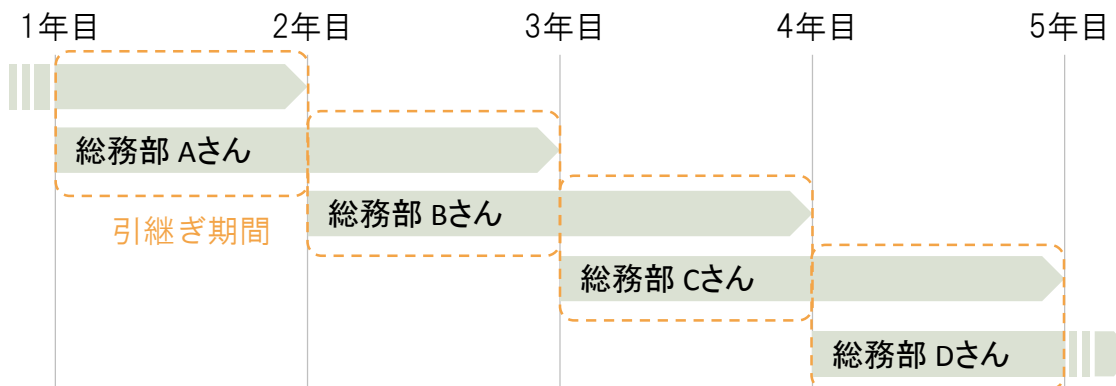 1年目 2年目 3年目 4年目 5年目
総務部 Aさん
総務部 Bさん
引継ぎ期間
総務部 Cさん
総務部 Dさん